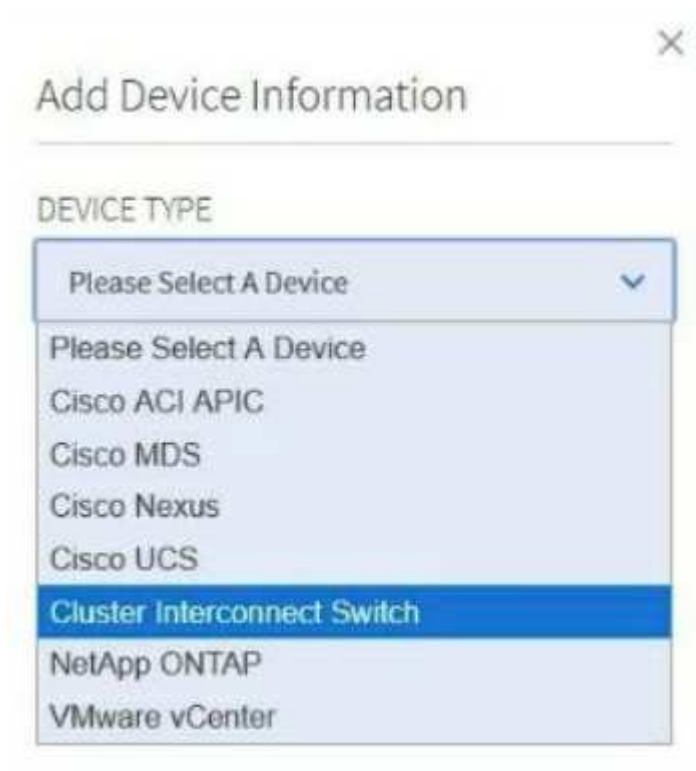 Add Device Information
DEVICE TYPE
Please Select A Device
Please Select A Device
Cisco ACI APIC
Cisco MDS
Cisco Nexus
Cisco UCS
Cluster Interconnect Switch
NetApp ONTAP
VMware vCenter